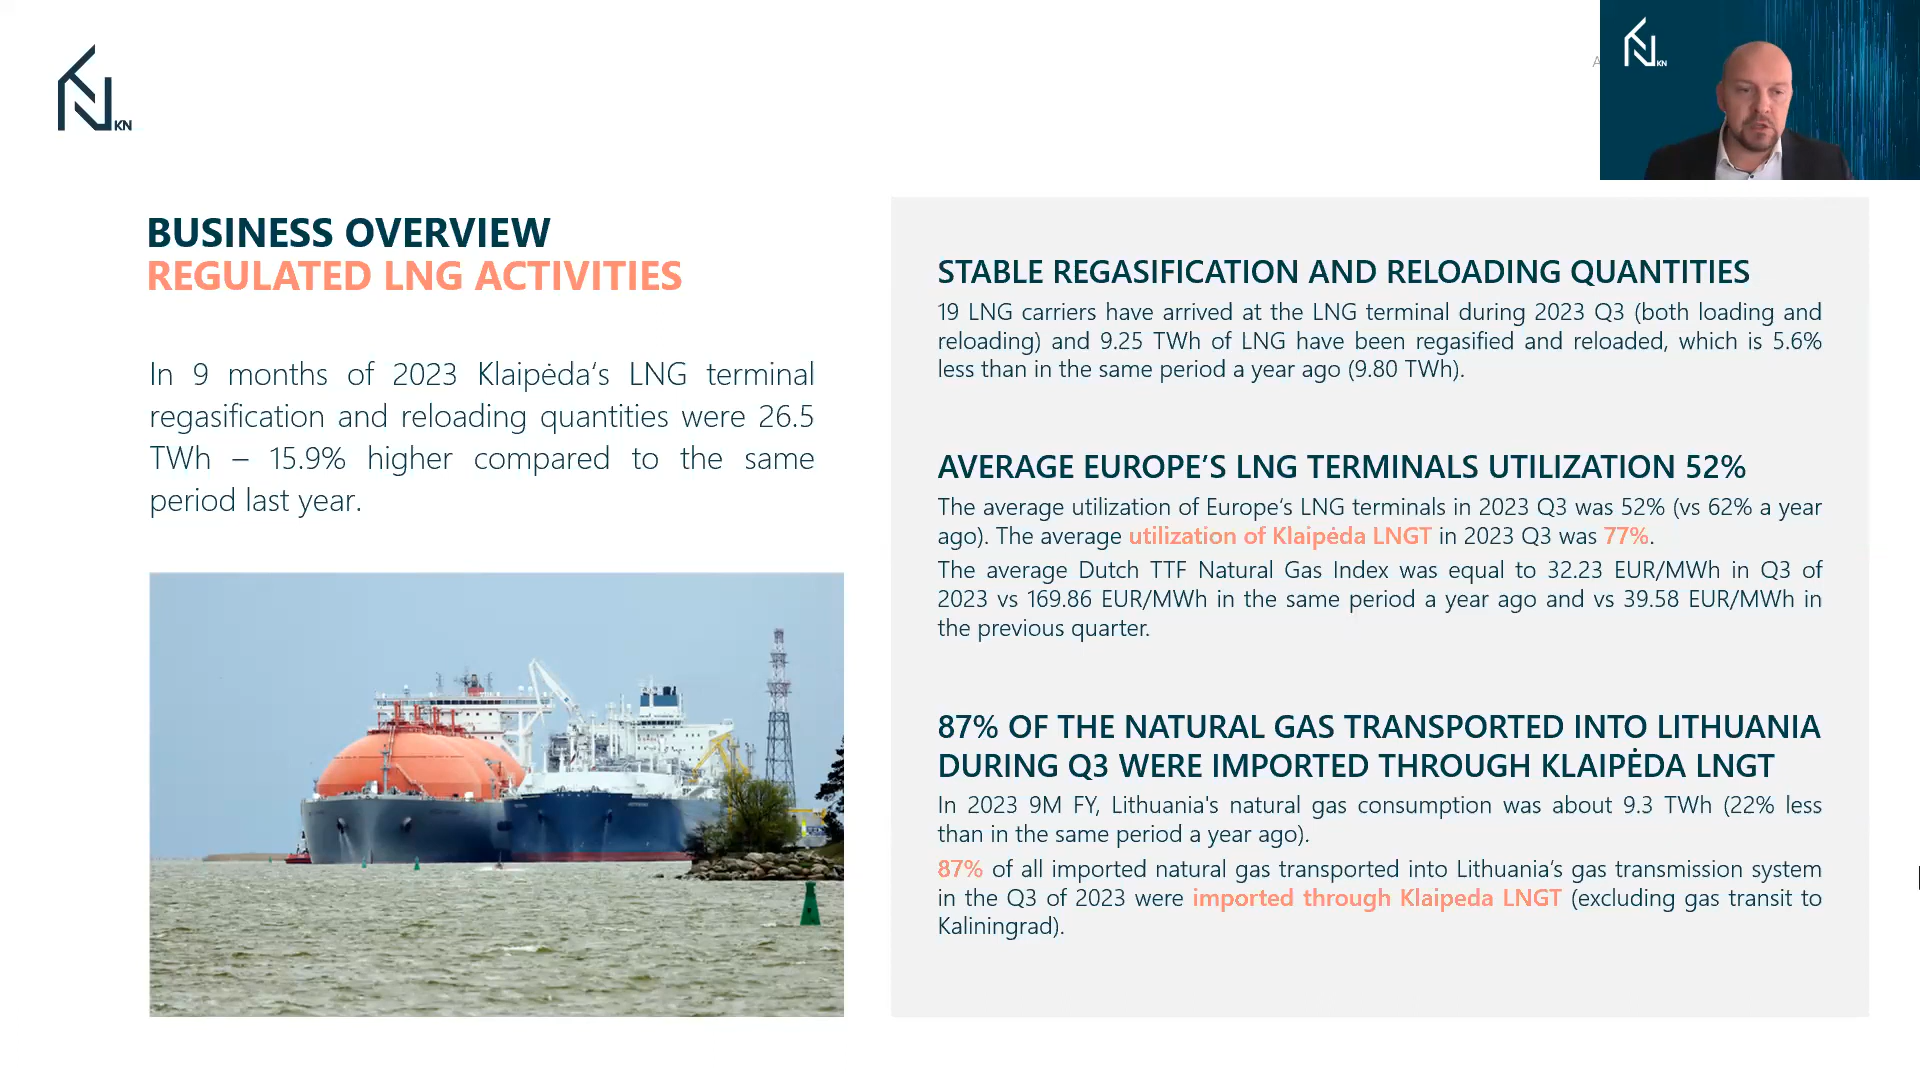 KN
A
KN
BUSINESS OVERVIEW
REGULATED LNG ACTIVITIES
In 9 months of 2023 Klaipėda‘s LNG terminal
regasification and reloading quantities were 26.5
TWh – 15.9% higher compared to the same
period last year.
STABLE REGASIFICATION AND RELOADING QUANTITIES
19 LNG carriers have arrived at the LNG terminal during 2023 Q3 (both loading and
reloading) and 9.25 TWh of LNG have been regasified and reloaded, which is 5.6%
less than in the same period a year ago (9.80 TWh).
AVERAGE EUROPE’S LNG TERMINALS UTILIZATION 52%
The average utilization of Europe‘s LNG terminals in 2023 Q3 was 52% (vs 62% a year
ago). The average utilization of Klaipėda LNGT in 2023 Q3 was 77%.
The average Dutch TTF Natural Gas Index was equal to 32.23 EUR/MWh in Q3 of
2023 vs 169.86 EUR/MWh in the same period a year ago and vs 39.58 EUR/MWh in
the previous quarter.
87% OF THE NATURAL GAS TRANSPORTED INTO LITHUANIA
DURING Q3 WERE IMPORTED THROUGH KLAIPĖDA LNGT
In 2023 9M FY, Lithuania's natural gas consumption was about 9.3 TWh (22% less
than in the same period a year ago).
87% of all imported natural gas transported into Lithuania’s gas transmission system
in the Q3 of 2023 were imported through Klaipeda LNGT (excluding gas transit to
Kaliningrad).